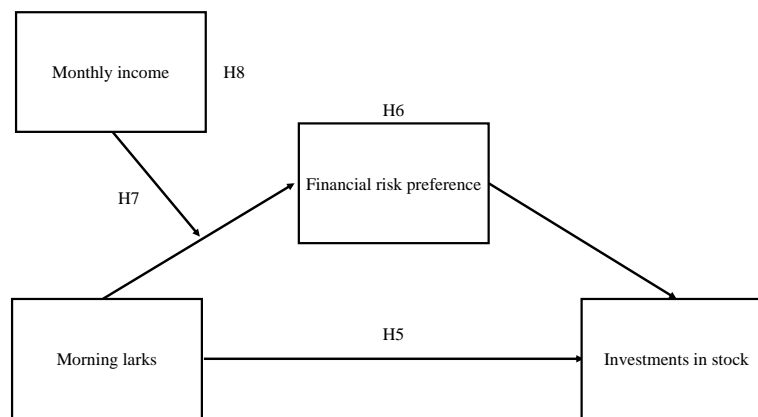 Monthly income
H8
H6
Financial risk preference
H7
H5
Morning larks
Investments in stock